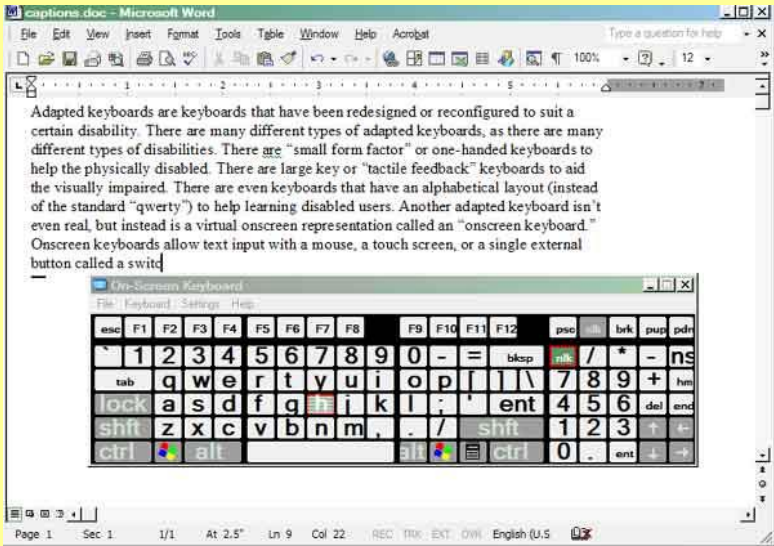 captions.doc - Microsoft Word
File Edit View Insert Format Tools Table Window Help Acrobat Type a question for help
100% 12
1 2 3 4 5 7
Adapted keyboards are keyboards that have been redesigned or reconfigured to suit a
certain disability. There are many different types of adapted keyboards, as there are many
different types of disabilities. There are “small form factor” or one-handed keyboards to
help the physically disabled. There are large key or “tactile feedback” keyboards to aid
the visually impaired. There are even keyboards that have an alphabetical layout (instead
of the standard “qwerty”) to help learning disabled users. Another adapted keyboard isn’t
even real, but instead is a virtual onscreen representation called an “onscreen keyboard.”
Onscreen keyboards allow text input with a mouse, a touch screen, or a single external
button called a switc
On-Screen Keyboard
File Keyboard Settings Help
esc F1 F2 F3 F4 F5 F6 F7 F8 F9 F10 F11 F12 psc slk brk pup pdn
` 1 2 3 4 5 6 7 8 9 0 - = bksp nlk / * - ns
tab q w e r t y u i o p [ ] \ 7 8 9 + hm
lock a s d f g h j k l ; ' ent 4 5 6 del end
shft z x c v b n m , . / shft 1 2 3 ↑ ←
ctrl alt alt ctrl 0 . ent ↓ →
Page 1 Sec 1 1/1 At 2.5" Ln 9 Col 22 REC TRK EXT OVR English (U.S